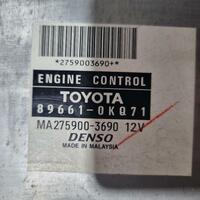 *2759003690+*
ENGINE CONTROL
TOYOTA
89661-0KQ71
MA275900-3690 12V
DENSO
MADE IN MALAYSIA